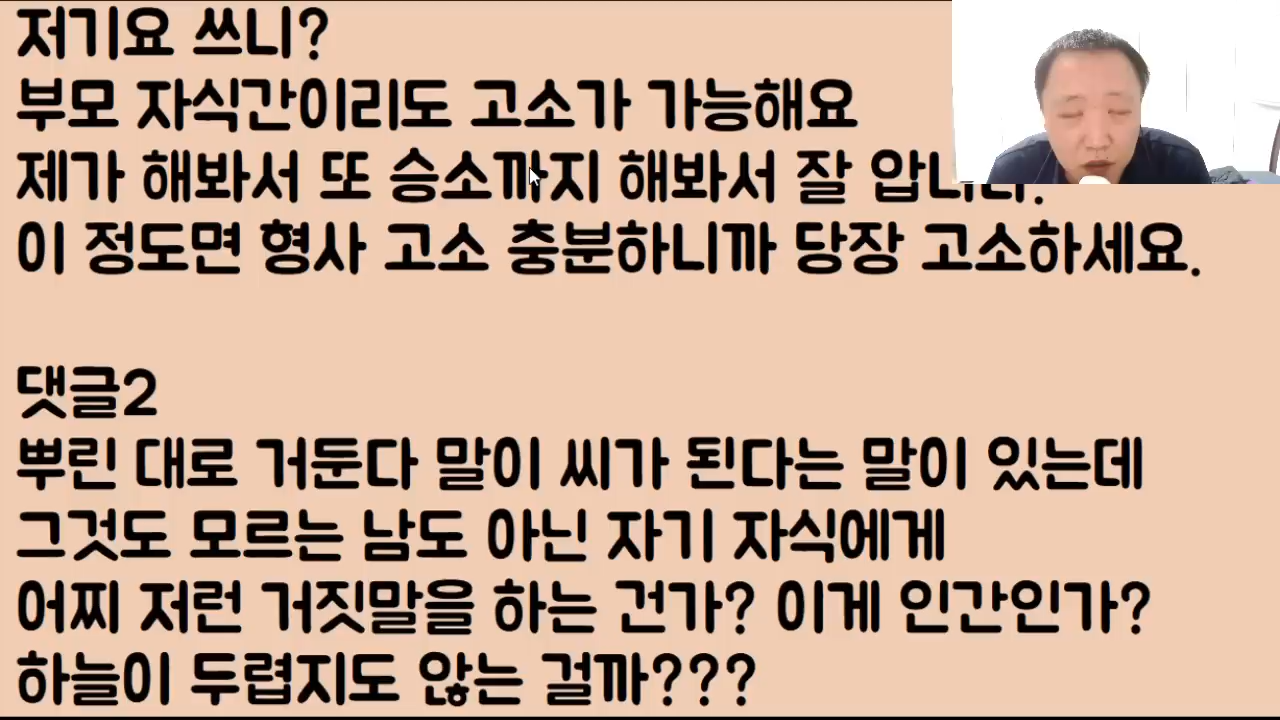 저기요 쓰니?
부모 자식간이리도 고소가 가능해요
제가 해봐서 또 승소까지 해봐서 잘
이 정도면 형사 고소 충분하니까 당장 고소하세요.
댓글2
뿌린 대로 거둔다 말이 씨가 된다는 말이 있는데
그것도 모르는 남도 아닌 자기 자식에게
어찌 저런 거짓말을 하는 건가? 이게 인간인가?
하늘이 두렵지도 않는 걸까???